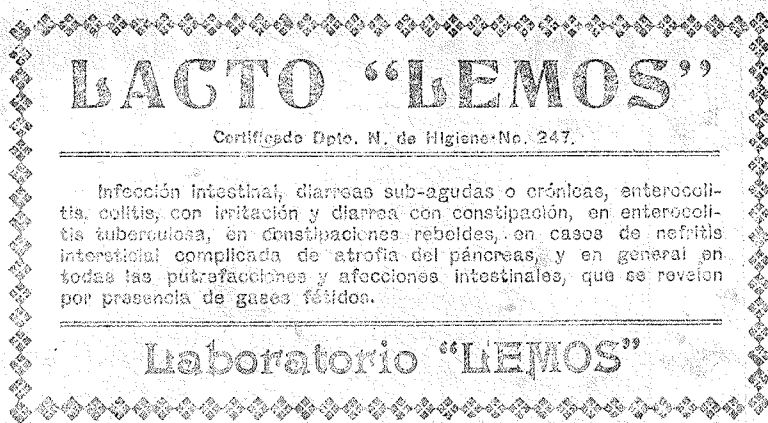 LACTO “LEMOS”
Certificado Dpto. N. de Higiene·No. 247.
Infección intestinal, diarreas sub-agudas o crónicas, enterocoli-
tis, colitis, con irritación y diarrea con constipación, en enterocoli-
tis tuberculosa, en constipaciones rebeldes, en casos de nefritis
intersticial complicada de atrofia del páncreas, y en general en
todas las putrefacciones y afecciones intestinales, que se revelon
por presencia de gases fétidos.
Laboratorio “LEMOS”